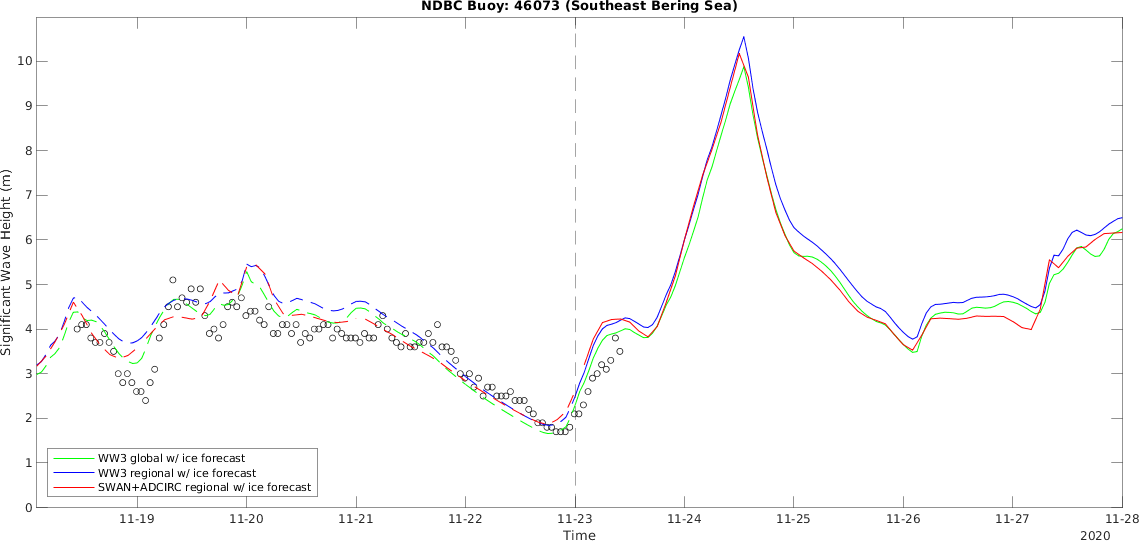 NDBC Buoy: 46073 (Southeast Bering Sea)
Significant Wave Height (m)
10
9
8
7
6
5
4
3
2
1
0
WW3 global w/ ice forecast
WW3 regional w/ ice forecast
SWAN+ADCIRC regional w/ ice forecast
11-19 11-20 11-21 11-22 11-23 11-24 11-25 11-26 11-27 11-28
Time
2020